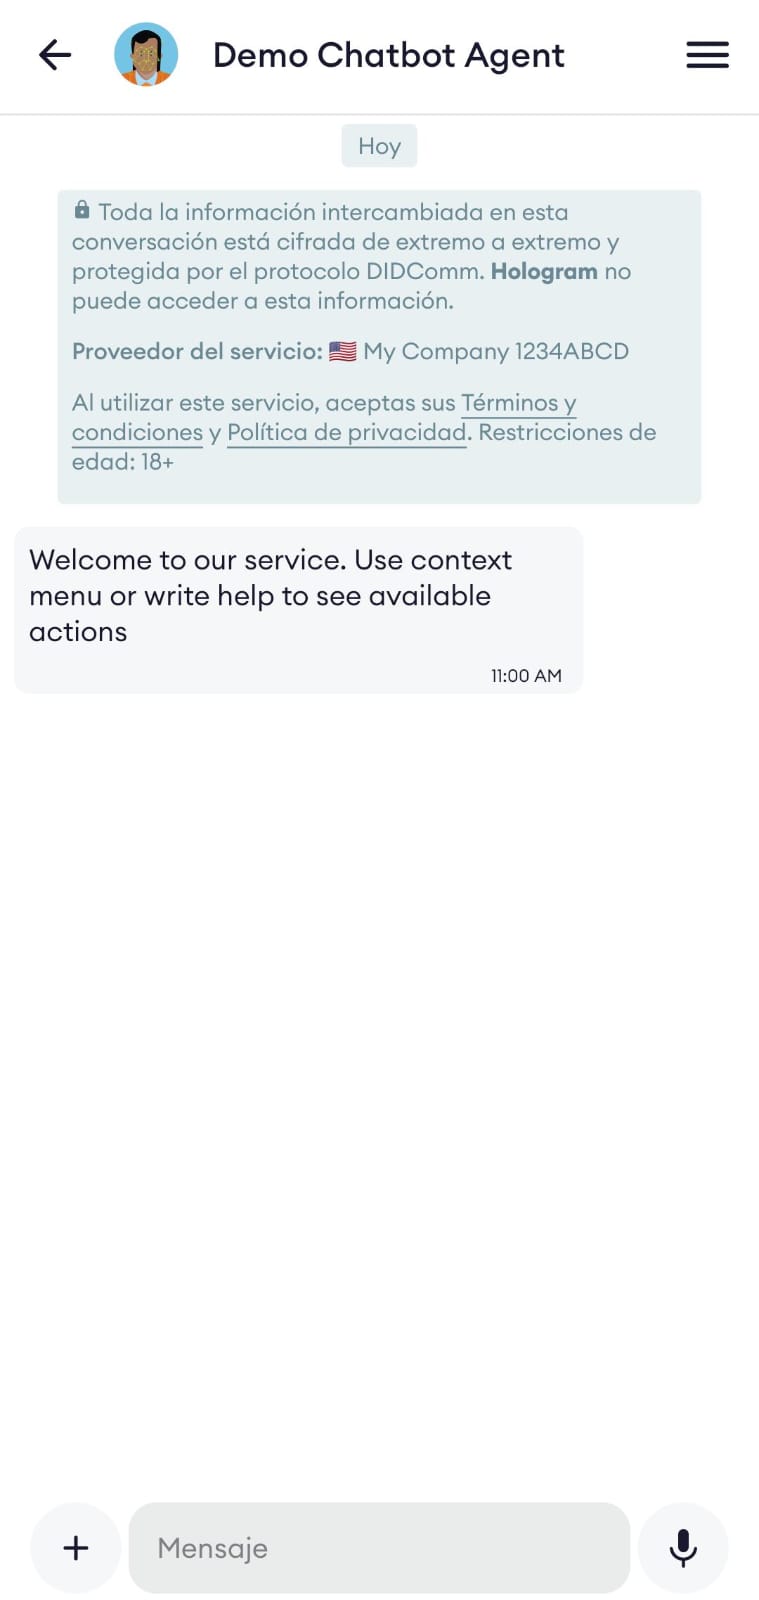 Demo Chatbot Agent
Hoy
Toda la información intercambiada en esta
conversación está cifrada de extremo a extremo y
protegida por el protocolo DIDComm. Hologram no
puede acceder a esta información.
Proveedor del servicio: 🇺🇸 My Company 1234ABCD
Al utilizar este servicio, aceptas sus Términos y
condiciones y Política de privacidad. Restricciones de
edad: 18+
Welcome to our service. Use context
menu or write help to see available
actions
11:00 AM
Mensaje